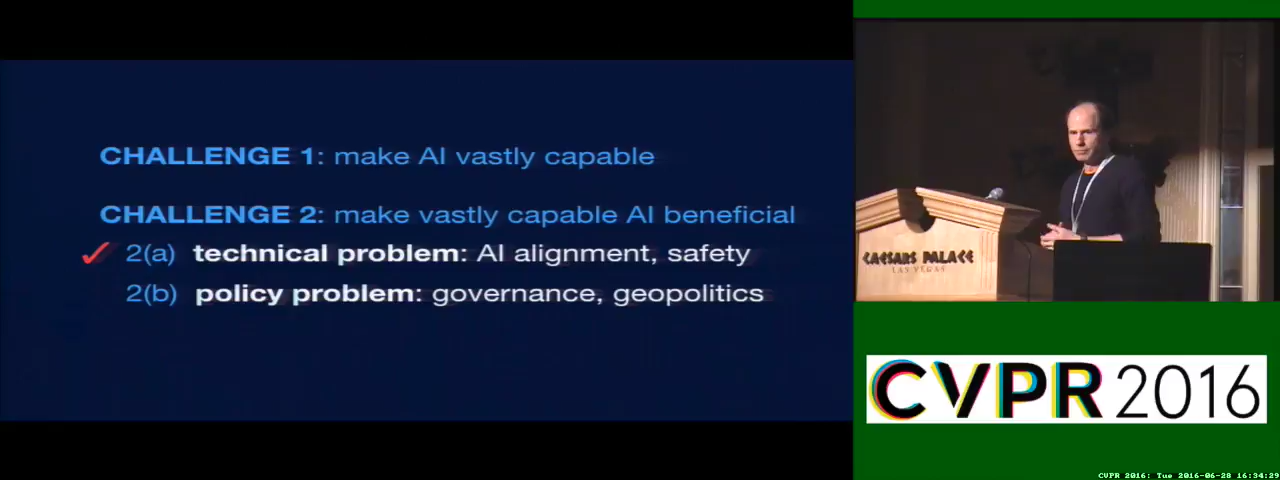 CHALLENGE 1: make AI vastly capable
CHALLENGE 2: make vastly capable AI beneficial
✓ 2(a) technical problem: AI alignment, safety
2(b) policy problem: governance, geopolitics
CAESARS PALACE
LAS VEGAS
CVPR 2016
CVPR 2016: Tue 2016-06-28 16:34:29